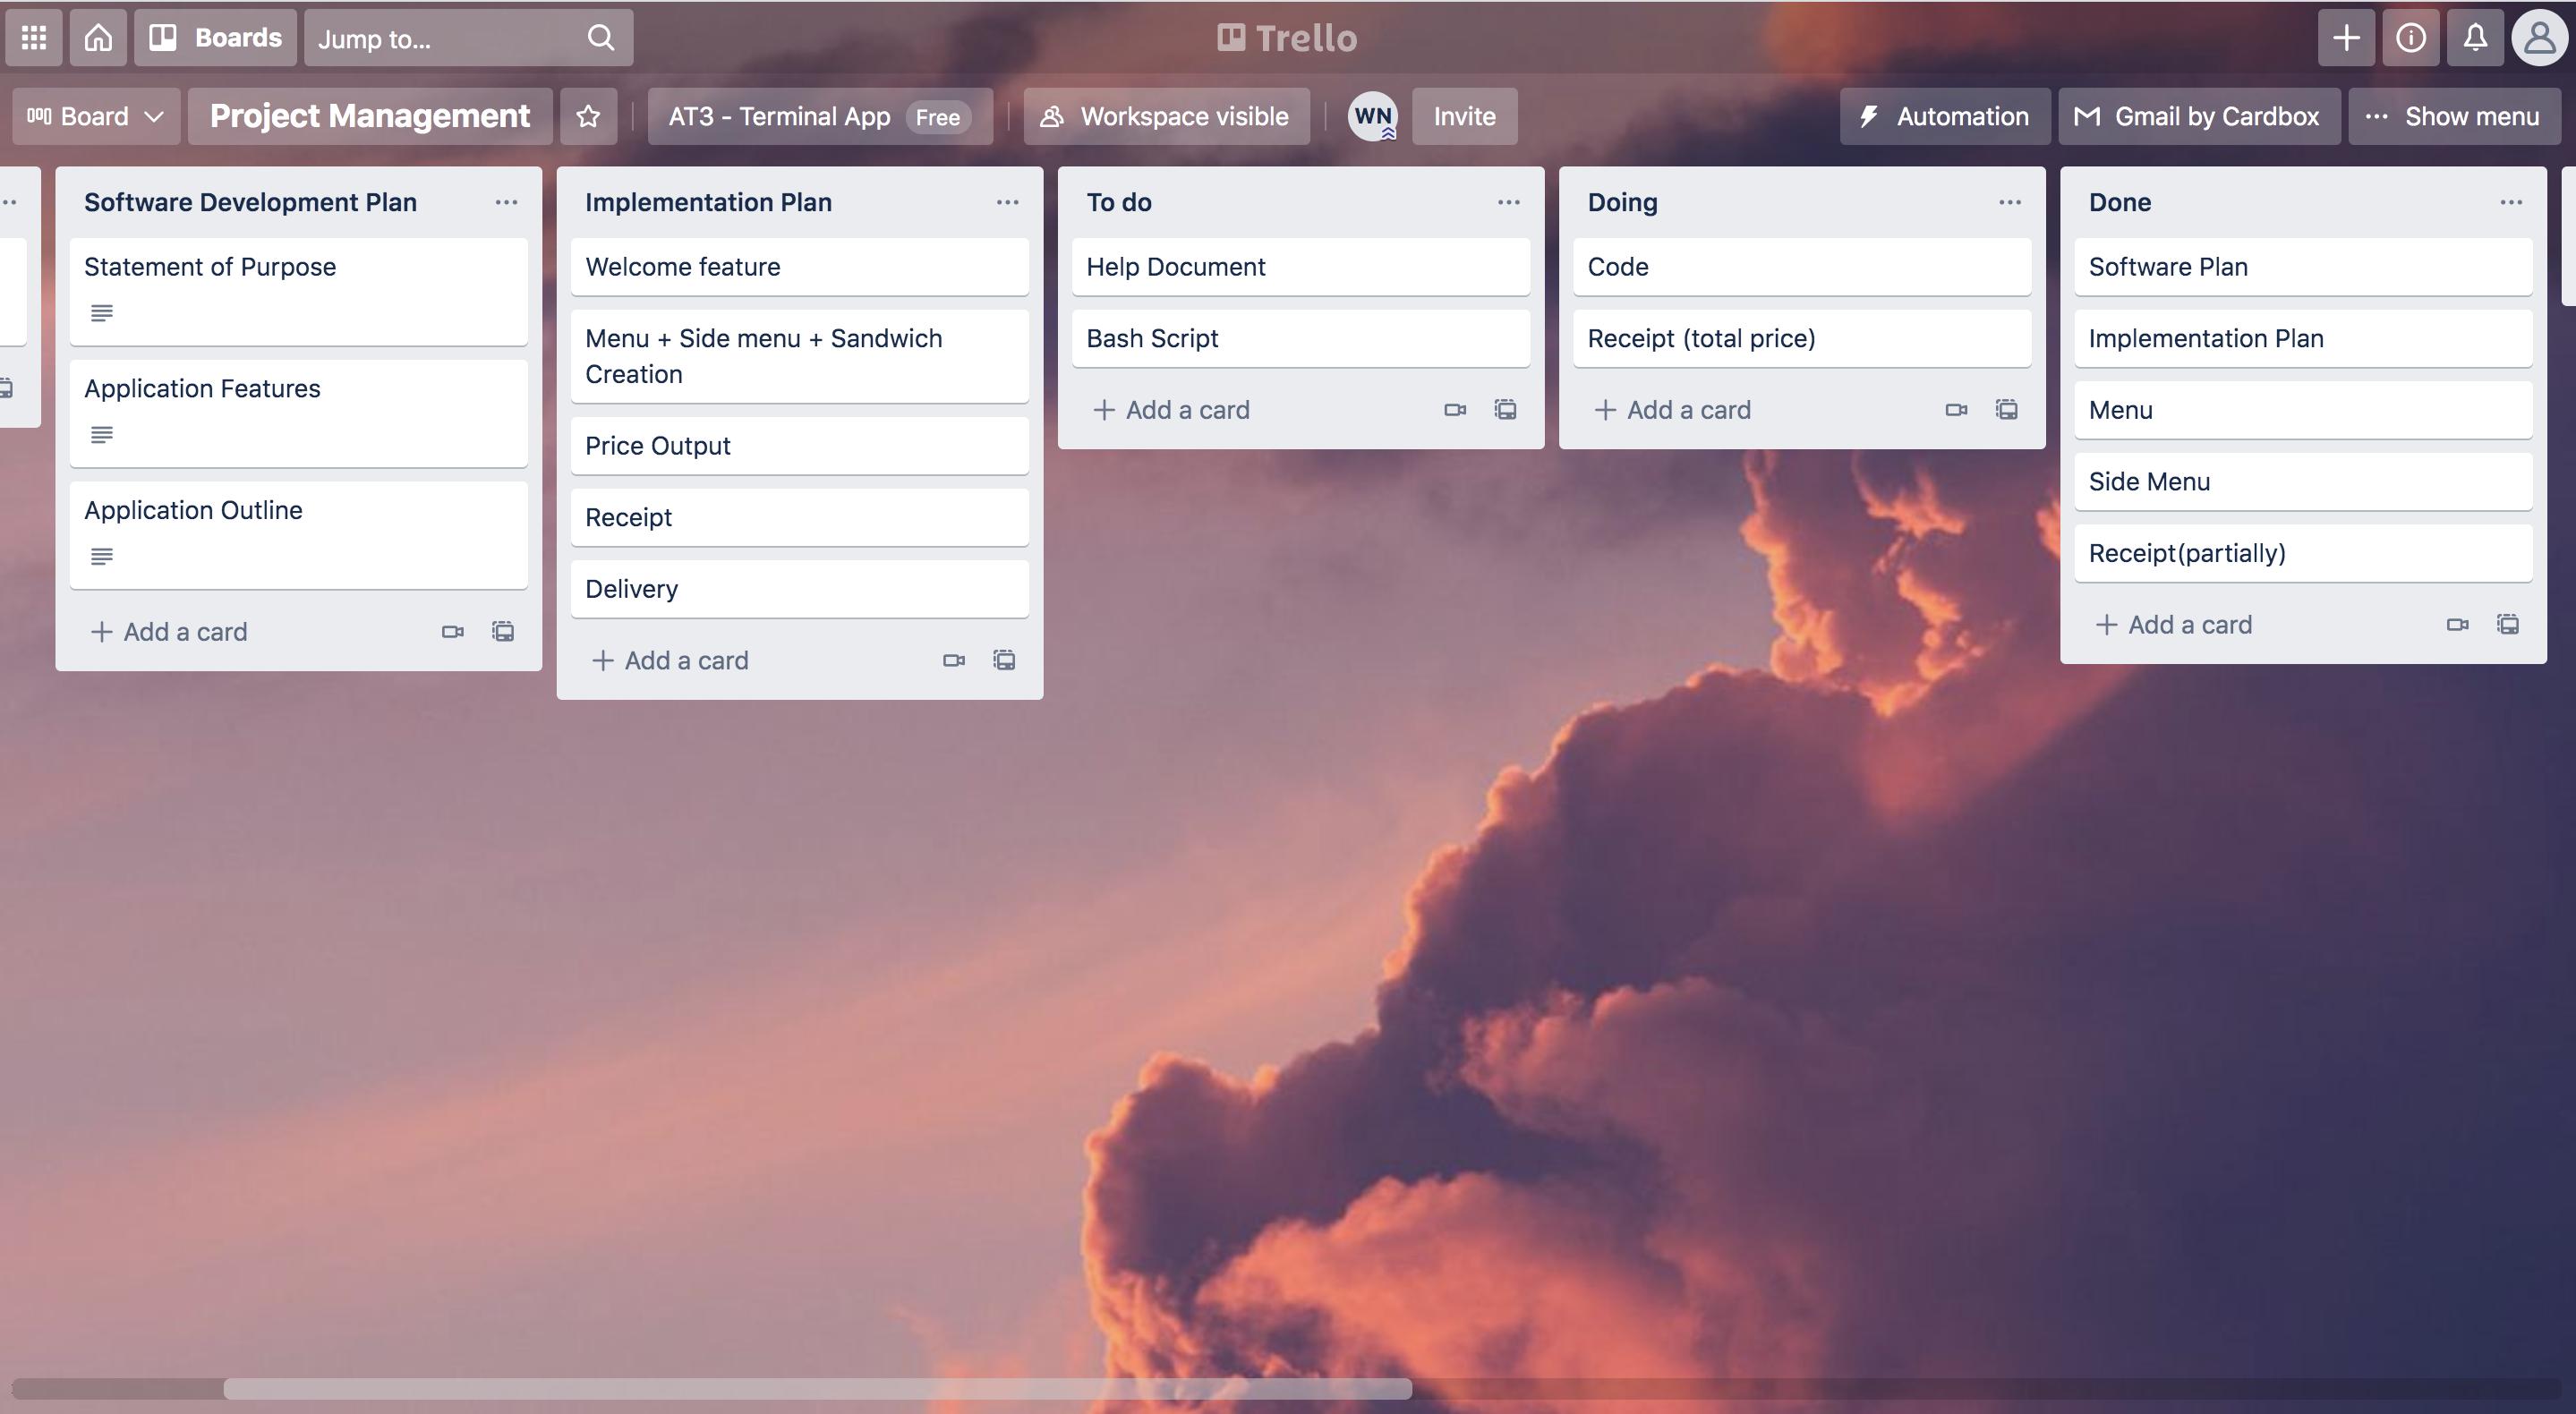 Boards
Jump to...
Trello
Board
Project Management
AT3 - Terminal App Free
Workspace visible
WN
Invite
Automation
Gmail by Cardbox
Show menu
Software Development Plan
Statement of Purpose
Application Features
Application Outline
Add a card
Implementation Plan
Welcome feature
Menu + Side menu + Sandwich
Creation
Price Output
Receipt
Delivery
Add a card
To do
Help Document
Bash Script
Add a card
Doing
Code
Receipt (total price)
Add a card
Done
Software Plan
Implementation Plan
Menu
Side Menu
Receipt(partially)
Add a card